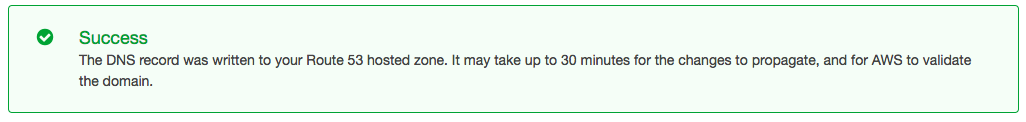 Success
The DNS record was written to your Route 53 hosted zone. It may take up to 30 minutes for the changes to propagate, and for AWS to validate
the domain.